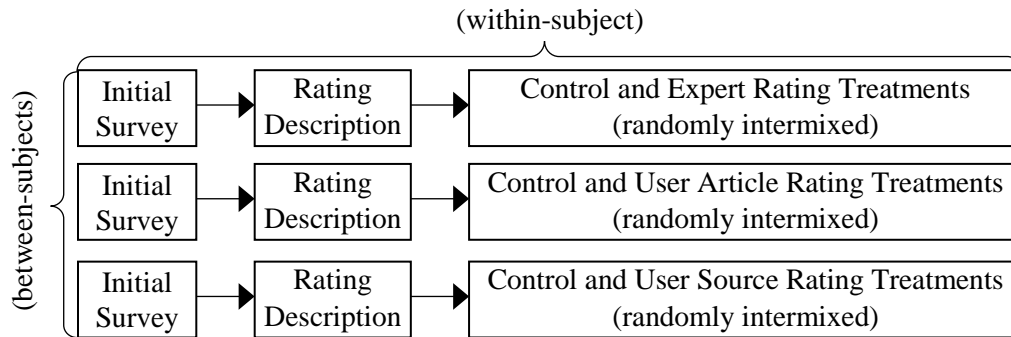 (within-subject)
(between-subjects)
Initial
Survey
Rating
Description
Control and Expert Rating Treatments
(randomly intermixed)
Initial
Survey
Rating
Description
Control and User Article Rating Treatments
(randomly intermixed)
Initial
Survey
Rating
Description
Control and User Source Rating Treatments
(randomly intermixed)